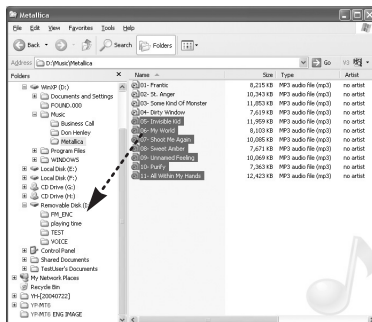 Metallica
File Edit View Favorites Tools Help
Back Search Folders
Address D:\Music\Metallica Go
Folders × Name Size Type Artist
WinXP (D:)
Documents and Settings
FOUND.000
Music
Business Call
Don Henley
Metallica
Program Files
WINDOWS
Local Disk (E:)
Local Disk (F:)
CD Drive (G:)
CD Drive (H:)
Removable Disk (I:
FM_ENC
playing time
TEST
VOICE
Control Panel
Shared Documents
TestUser's Documents
My Network Places
Recycle Bin
YH-[20040722]
YP-MT6
YP-MT6 ENG IMAGE
01- Frantic 8,215 KB MP3 audio file (mp3) no artist
02- St. Anger 10,343 KB MP3 audio file (mp3) no artist
03- Some Kind Of Monster 11,853 KB MP3 audio file (mp3) no artist
04- Dirty Window 7,619 KB MP3 audio file (mp3) no artist
05- Invisible Kid 11,959 KB MP3 audio file (mp3) no artist
06- My World 8,103 KB MP3 audio file (mp3) no artist
07- Shoot Me Again 10,085 KB MP3 audio file (mp3) no artist
08- Sweet Amber 7,671 KB MP3 audio file (mp3) no artist
09- Unnamed Feeling 10,069 KB MP3 audio file (mp3) no artist
10- Purify 7,363 KB MP3 audio file (mp3) no artist
11- All Within My Hands 12,423 KB MP3 audio file (mp3) no artist